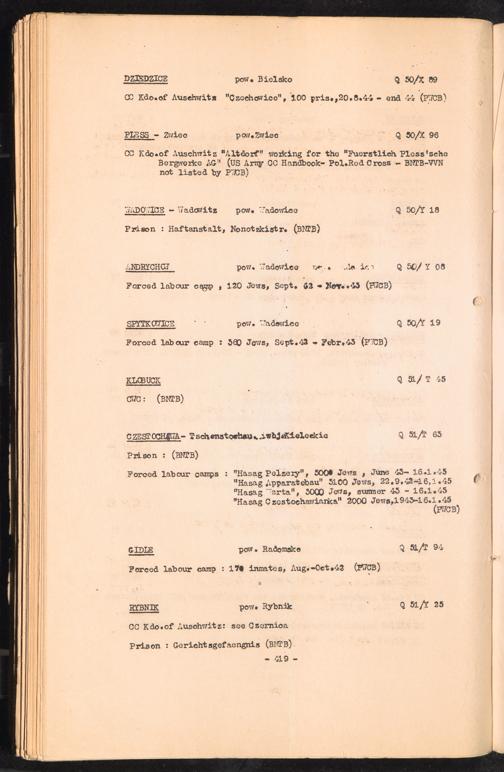 DZIEDZICE pow. Bielsko Q 50/X 89
CC Kdo.of Auschwitz "Czechowice", 100 pris.,20.8.44 - end 44 (PWCB)
PLESS - Zwiec pow.Zwiec Q 50/X 96
CC Kdo.of Auschwitz "Altdorf" working for the "Fuerstlich Pless'sche
Bergwerke AG" (US Army CC Handbook- Pol.Red Cross - BNTB-VVN
not listed by PWCB)
WADOWICE - Wadowitz pow. Wadowice Q 50/Y 18
Prison : Haftanstalt, Nonotzkistr. (BNTB)
ANDRYCHOW pow. Wadowice Q 50/ Y 08
Forced labour camp , 120 Jews, Sept. 42 - Nov..43 (PWCB)
SPYTKOWICE pow. Wadowice Q 50/Y 19
Forced labour camp : 360 Jews, Sept.42 - Febr.43 (PWCB)
KLOBUCK Q 51/ T 45
CWC: (BNTB)
CZESTOCHOWA- Tschenstochau. Kieleckie Q 51/T 63
Prison : (BNTB)
Forced labour camps : "Hasag Pelzery", 5000 Jews , June 43- 16.1.45
"Hasag Apparatebau" 3100 Jews, 22.9.42-16.1.45
"Hasag Warta", 3000 Jews, summer 43 - 16.1.45
"Hasag Czestochowianka" 2000 Jews,1943-16.1.45
(PWCB)
GIDLE pow. Radomsko Q 51/T 94
Forced labour camp : 170 inmates, Aug.-Oct.42 (PWCB)
RYBNIK pow. Rybnik Q 51/Y 25
CC Kdo.of Auschwitz: see Czernica
Prison : Gerichtsgefaengnis (BNTB)
- 419 -